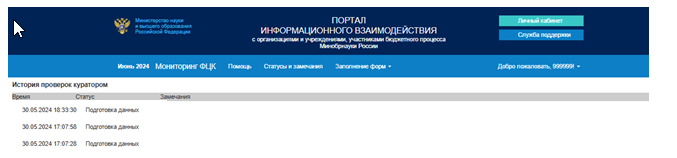 Министерство науки
и высшего образования
Российской Федерации
ПОРТАЛ
ИНФОРМАЦИОННОГО ВЗАИМОДЕЙСТВИЯ
с организациями и учреждениями, участниками бюджетного процесса
Минобрнауки России
Личный кабинет
Служба поддержки
Июнь 2024 Мониторинг ФЦК Помощь Статусы и замечания Заполнение форм Добро пожаловать, 999999!
История проверок куратором
Время Статус Замечания
30.05.2024 18:33:30 Подготовка данных
30.05.2024 17:07:58 Подготовка данных
30.05.2024 17:07:28 Подготовка данных